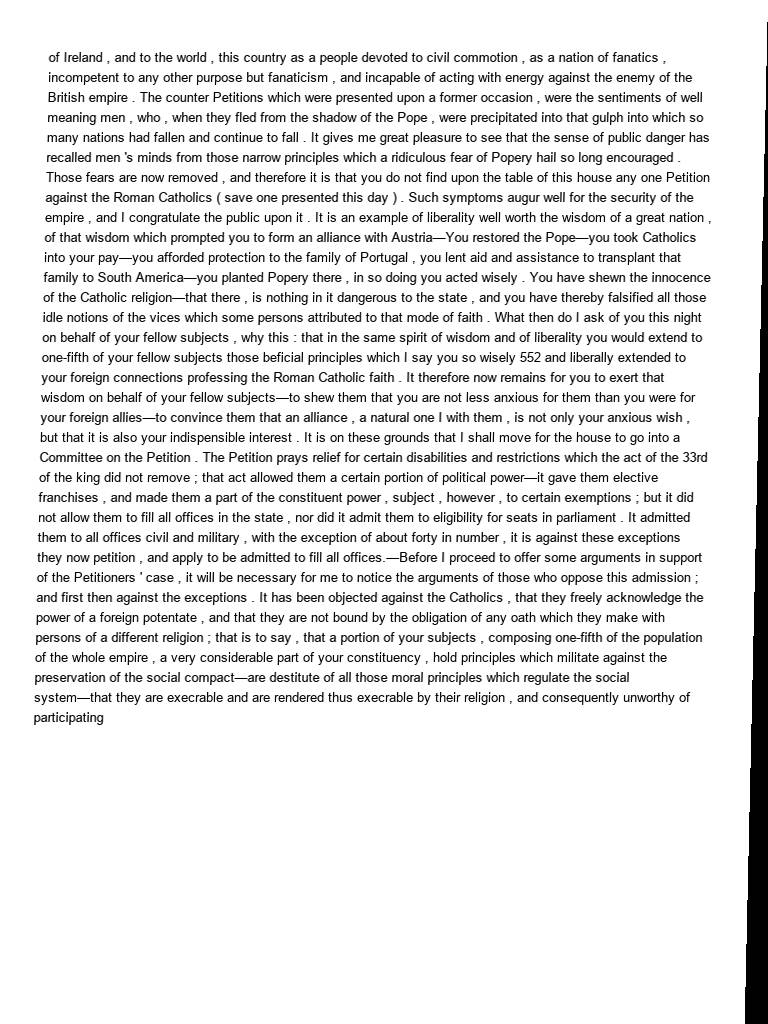 of Ireland , and to the world , this country as a people devoted to civil commotion , as a nation of fanatics ,
incompetent to any other purpose but fanaticism , and incapable of acting with energy against the enemy of the
British empire . The counter Petitions which were presented upon a former occasion , were the sentiments of well
meaning men , who , when they fled from the shadow of the Pope , were precipitated into that gulph into which so
many nations had fallen and continue to fall . It gives me great pleasure to see that the sense of public danger has
recalled men 's minds from those narrow principles which a ridiculous fear of Popery hail so long encouraged .
Those fears are now removed , and therefore it is that you do not find upon the table of this house any one Petition
against the Roman Catholics ( save one presented this day ) . Such symptoms augur well for the security of the
empire , and I congratulate the public upon it . It is an example of liberality well worth the wisdom of a great nation ,
of that wisdom which prompted you to form an alliance with Austria—You restored the Pope—you took Catholics
into your pay—you afforded protection to the family of Portugal , you lent aid and assistance to transplant that
family to South America—you planted Popery there , in so doing you acted wisely . You have shewn the innocence
of the Catholic religion—that there , is nothing in it dangerous to the state , and you have thereby falsified all those
idle notions of the vices which some persons attributed to that mode of faith . What then do I ask of you this night
on behalf of your fellow subjects , why this : that in the same spirit of wisdom and of liberality you would extend to
one-fifth of your fellow subjects those beficial principles which I say you so wisely 552 and liberally extended to
your foreign connections professing the Roman Catholic faith . It therefore now remains for you to exert that
wisdom on behalf of your fellow subjects—to shew them that you are not less anxious for them than you were for
your foreign allies—to convince them that an alliance , a natural one I with them , is not only your anxious wish ,
but that it is also your indispensible interest . It is on these grounds that I shall move for the house to go into a
Committee on the Petition . The Petition prays relief for certain disabilities and restrictions which the act of the 33rd
of the king did not remove ; that act allowed them a certain portion of political power—it gave them elective
franchises , and made them a part of the constituent power , subject , however , to certain exemptions ; but it did
not allow them to fill all offices in the state , nor did it admit them to eligibility for seats in parliament . It admitted
them to all offices civil and military , with the exception of about forty in number , it is against these exceptions
they now petition , and apply to be admitted to fill all offices.—Before I proceed to offer some arguments in support
of the Petitioners ' case , it will be necessary for me to notice the arguments of those who oppose this admission ;
and first then against the exceptions . It has been objected against the Catholics , that they freely acknowledge the
power of a foreign potentate , and that they are not bound by the obligation of any oath which they make with
persons of a different religion ; that is to say , that a portion of your subjects , composing one-fifth of the population
of the whole empire , a very considerable part of your constituency , hold principles which militate against the
preservation of the social compact—are destitute of all those moral principles which regulate the social
system—that they are execrable and are rendered thus execrable by their religion , and consequently unworthy of
participating